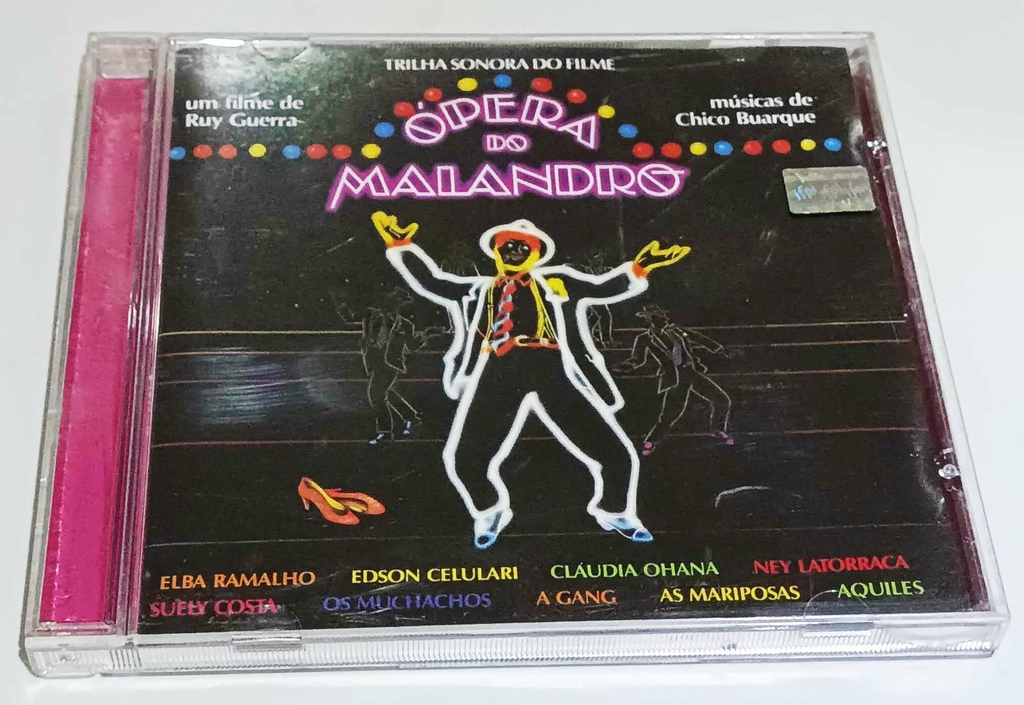 TRILHA SONORA DO FILME
um filme de
Ruy Guerra
músicas de
Chico Buarque
ÓPERA
DO
MALANDRO
ELBA RAMALHO EDSON CELULARI CLÁUDIA OHANA NEY LATORRACA
SUELY COSTA OS MUCHACHOS A GANG AS MARIPOSAS AQUILES